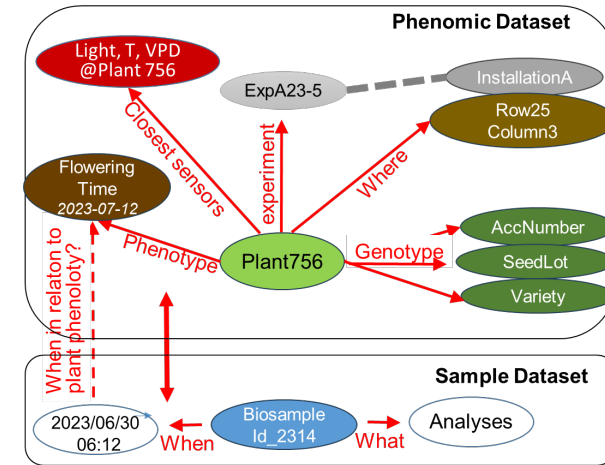 Phenomic Dataset
Light, T, VPD
@Plant 756
ExpA23-5
InstallationA
Row25
Column3
Closest sensors
experiment
Where
Flowering
Time
2023-07-12
Phenotype
Plant756
Genotype
AccNumber
SeedLot
Variety
When in relation to
plant phenoloty?
Sample Dataset
2023/06/30
06:12
When
Biosample
Id_2314
What
Analyses